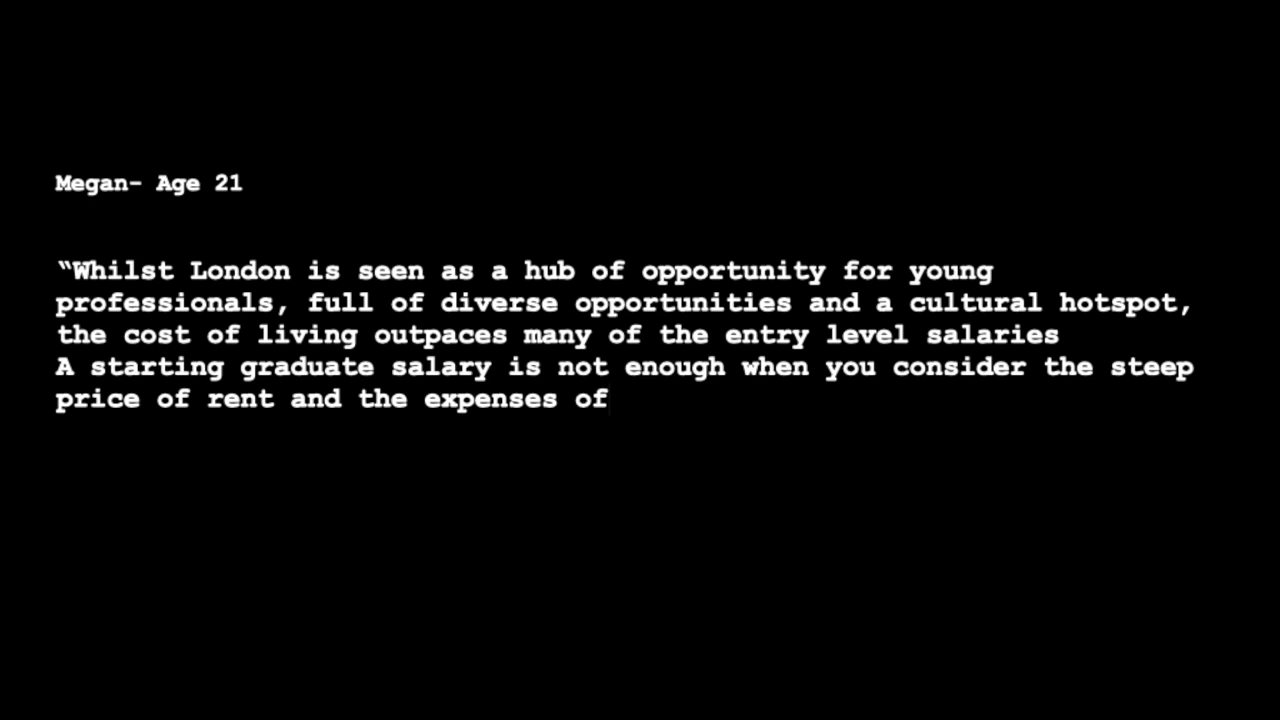 Megan- Age 21
“Whilst London is seen as a hub of opportunity for young
professionals, full of diverse opportunities and a cultural hotspot,
the cost of living outpaces many of the entry level salaries
A starting graduate salary is not enough when you consider the steep
price of rent and the expenses of